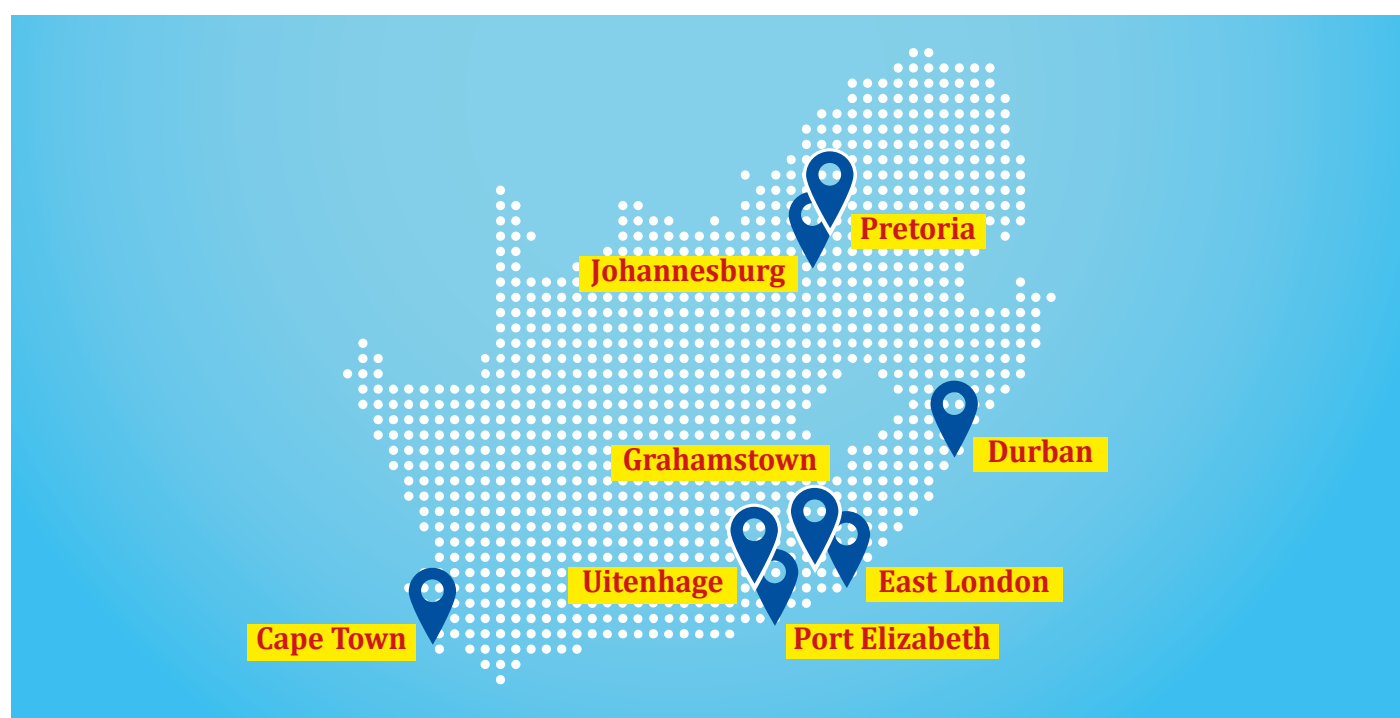 Pretoria
Johannesburg
Durban
Grahamstown
Uitenhage
East London
Cape Town
Port Elizabeth